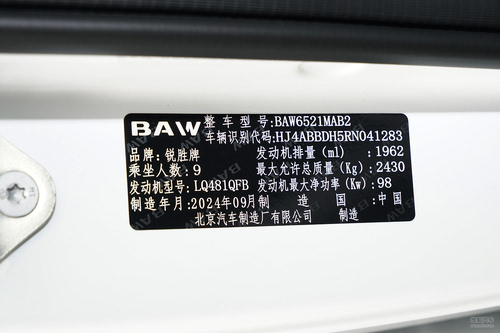 BAW 整车型号:BAW6521MAB2
车辆识别代码:HJ4ABBDH5RN041283
品牌:锐胜牌 发动机排量(ml):1962
乘坐人数:9 最大允许总质量(Kg):2430
发动机型号:LQ481QFB 发动机最大净功率(Kw):98
制造年月:2024年09月 制造国:中国
北京汽车制造厂有限公司 制造